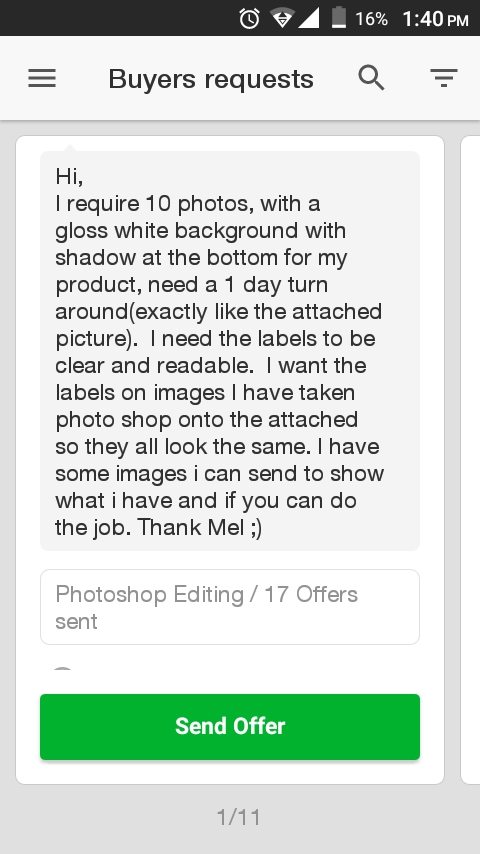 16% 1:40 PM
Buyers requests
Hi,
I require 10 photos, with a
gloss white background with
shadow at the bottom for my
product, need a 1 day turn
around(exactly like the attached
picture).  I need the labels to be
clear and readable.  I want the
labels on images I have taken
photo shop onto the attached
so they all look the same. I have
some images i can send to show
what i have and if you can do
the job. Thank Mel ;)
Photoshop Editing / 17 Offers
sent
Send Offer
1/11